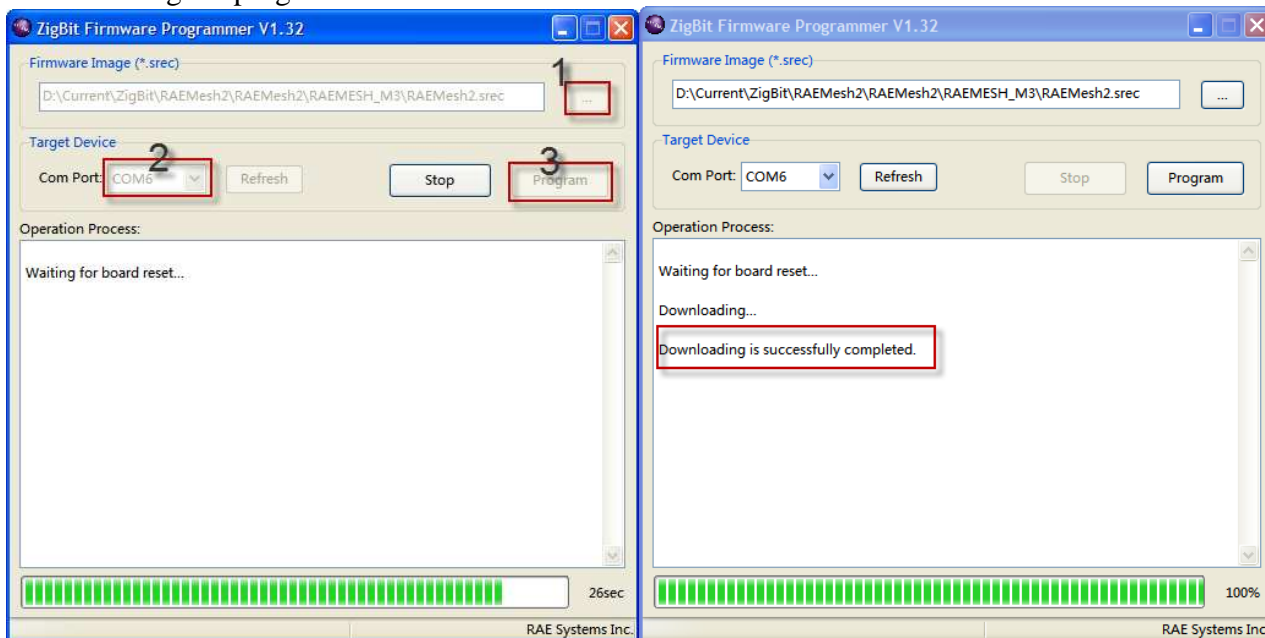 ZigBit Firmware Programmer V1.32
Firmware Image (*.srec)
1
D:\Current\ZigBit\RAEMesh2\RAEMesh2\RAEMESH_M3\RAEMesh2.srec
...
Target Device
2
3
Com Port: COM6
Refresh
Stop
Program
Operation Process:
Waiting for board reset...
26sec
RAE Systems Inc.
ZigBit Firmware Programmer V1.32
Firmware Image (*.srec)
D:\Current\ZigBit\RAEMesh2\RAEMesh2\RAEMESH_M3\RAEMesh2.srec
...
Target Device
Com Port: COM6
Refresh
Stop
Program
Operation Process:
Waiting for board reset...
Downloading...
Downloading is successfully completed.
100%
RAE Systems Inc